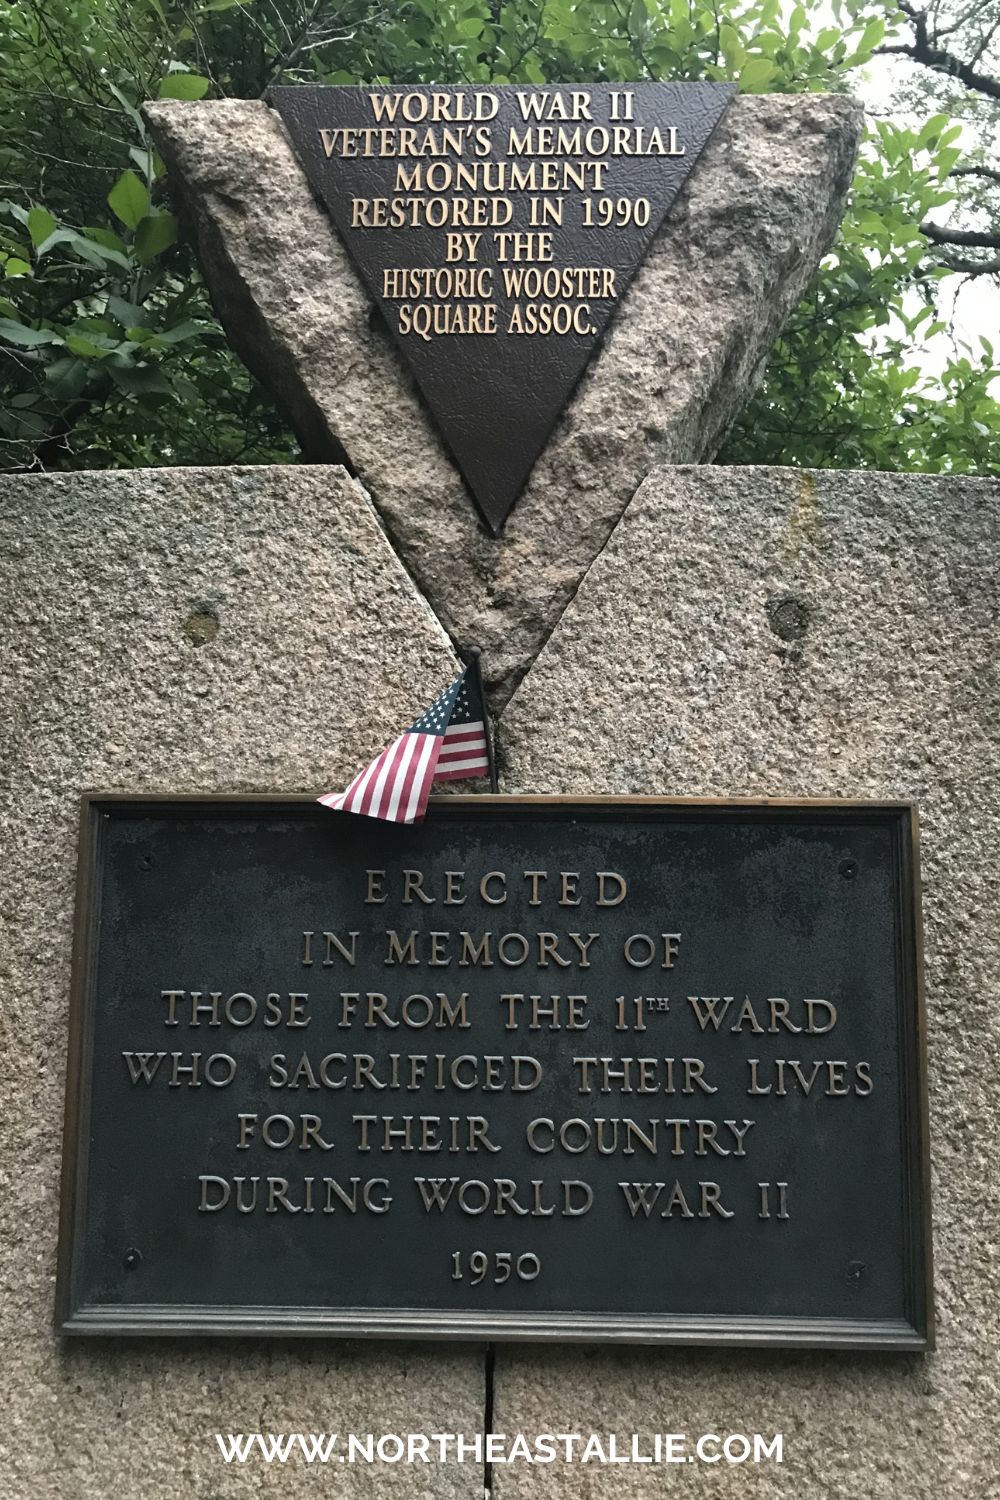 WORLD WAR II
VETERAN'S MEMORIAL
MONUMENT
RESTORED IN 1990
BY THE
HISTORIC WOOSTER
SQUARE ASSOC.
ERECTED
IN MEMORY OF
THOSE FROM THE 11TH WARD
WHO SACRIFICED THEIR LIVES
FOR THEIR COUNTRY
DURING WORLD WAR II
1950
WWW.NORTHEASTALLIE.COM